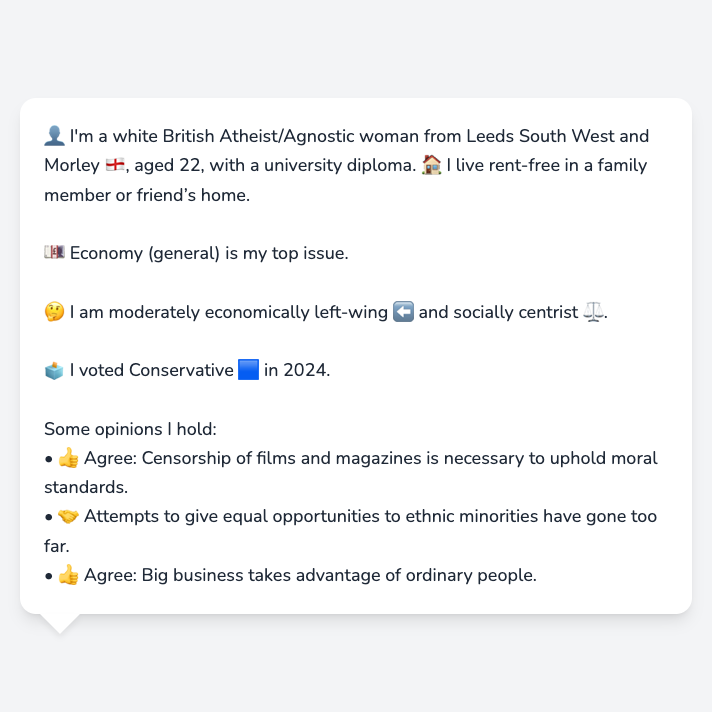 👤 I'm a white British Atheist/Agnostic woman from Leeds South West and
Morley 🏴󠁧󠁢󠁥󠁮󠁧󠁿, aged 22, with a university diploma. 🏠 I live rent-free in a family
member or friend’s home.
💷 Economy (general) is my top issue.
🤔 I am moderately economically left-wing ⬅️ and socially centrist ⚖️.
🗳️ I voted Conservative 🟦 in 2024.
Some opinions I hold:
• 👍 Agree: Censorship of films and magazines is necessary to uphold moral
standards.
• 🤝 Attempts to give equal opportunities to ethnic minorities have gone too
far.
• 👍 Agree: Big business takes advantage of ordinary people.